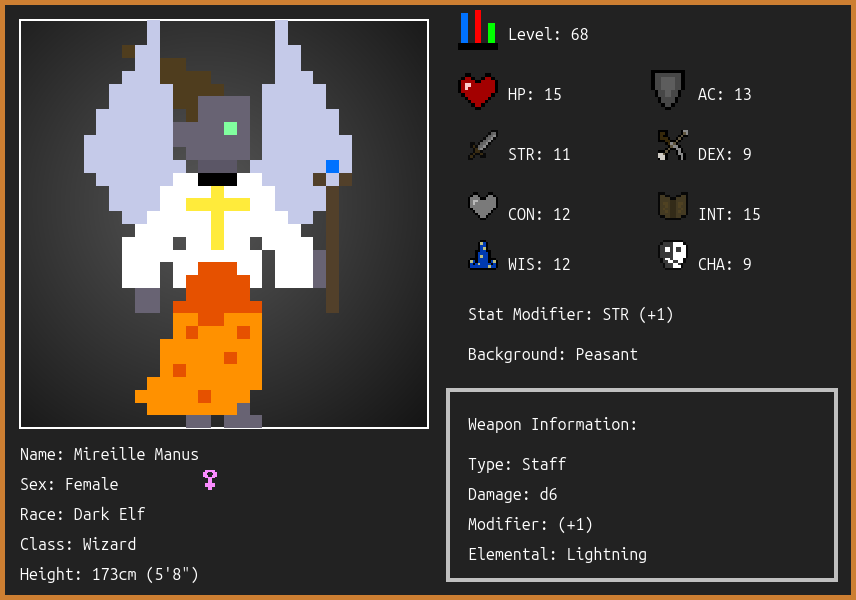 Level: 68
HP: 15
AC: 13
STR: 11
DEX: 9
CON: 12
INT: 15
WIS: 12
CHA: 9
Stat Modifier: STR (+1)
Background: Peasant
Weapon Information:
Type: Staff
Damage: d6
Modifier: (+1)
Elemental: Lightning
Name: Mireille Manus
Sex: Female
Race: Dark Elf
Class: Wizard
Height: 173cm (5'8")